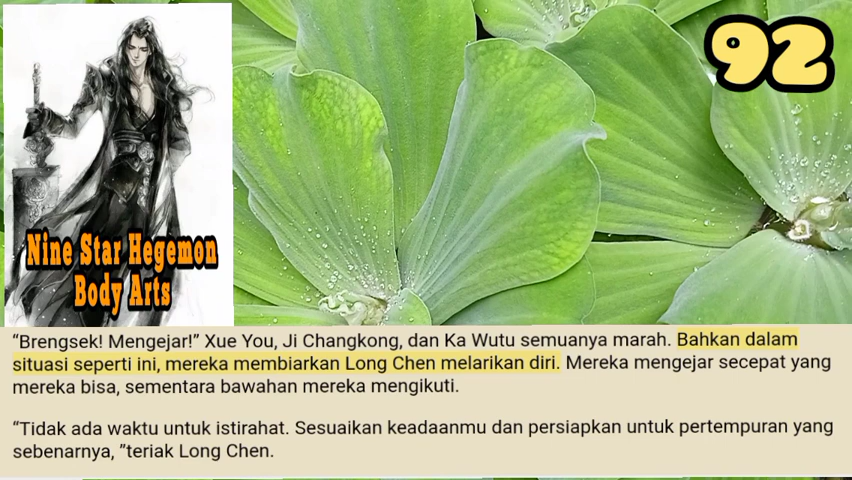 92
Nine Star Hegemon
Body Arts
“Brengsek! Mengejar!” Xue You, Ji Changkong, dan Ka Wutu semuanya marah. Bahkan dalam
situasi seperti ini, mereka membiarkan Long Chen melarikan diri. Mereka mengejar secepat yang
mereka bisa, sementara bawahan mereka mengikuti.
“Tidak ada waktu untuk istirahat. Sesuaikan keadaanmu dan persiapkan untuk pertempuran yang
sebenarnya, ”teriak Long Chen.